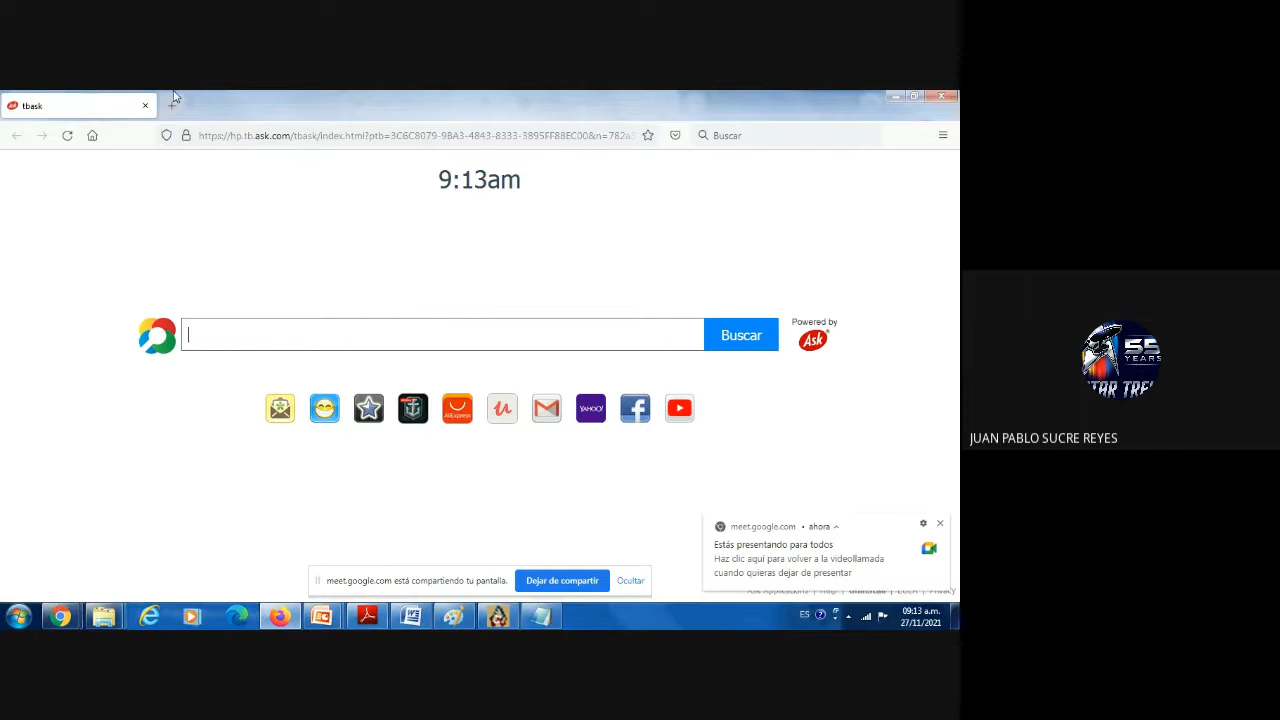 tbask
https://hp.tb.ask.com/tbask/index.html?ptb=3C6C8079-9BA3-4843-8333-3895FF88EC00&n=782a3
Buscar
9:13am
Buscar
Powered by
Ask
AliExpress
YAHOO!
meet.google.com • ahora
Estás presentando para todos
Haz clic aquí para volver a la videollamada
cuando quieras dejar de presentar
meet.google.com está compartiendo tu pantalla.
Dejar de compartir
Ocultar
ES
09:13 a.m.
27/11/2021
55
YEARS
STAR TREK
JUAN PABLO SUCRE REYES